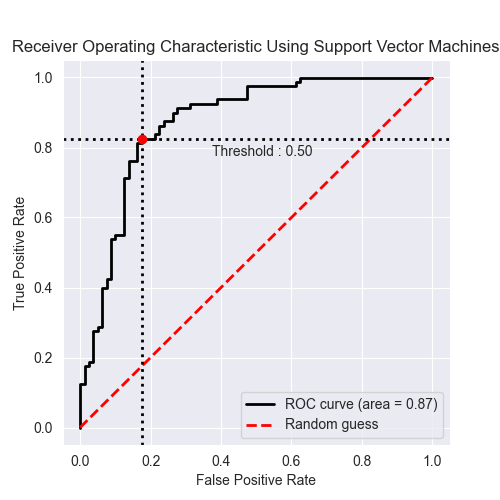 Receiver Operating Characteristic Using Support Vector Machines
1.0
0.8
0.6
0.4
0.2
0.0
True Positive Rate
Threshold : 0.50
ROC curve (area = 0.87)
Random guess
0.0 0.2 0.4 0.6 0.8 1.0
False Positive Rate